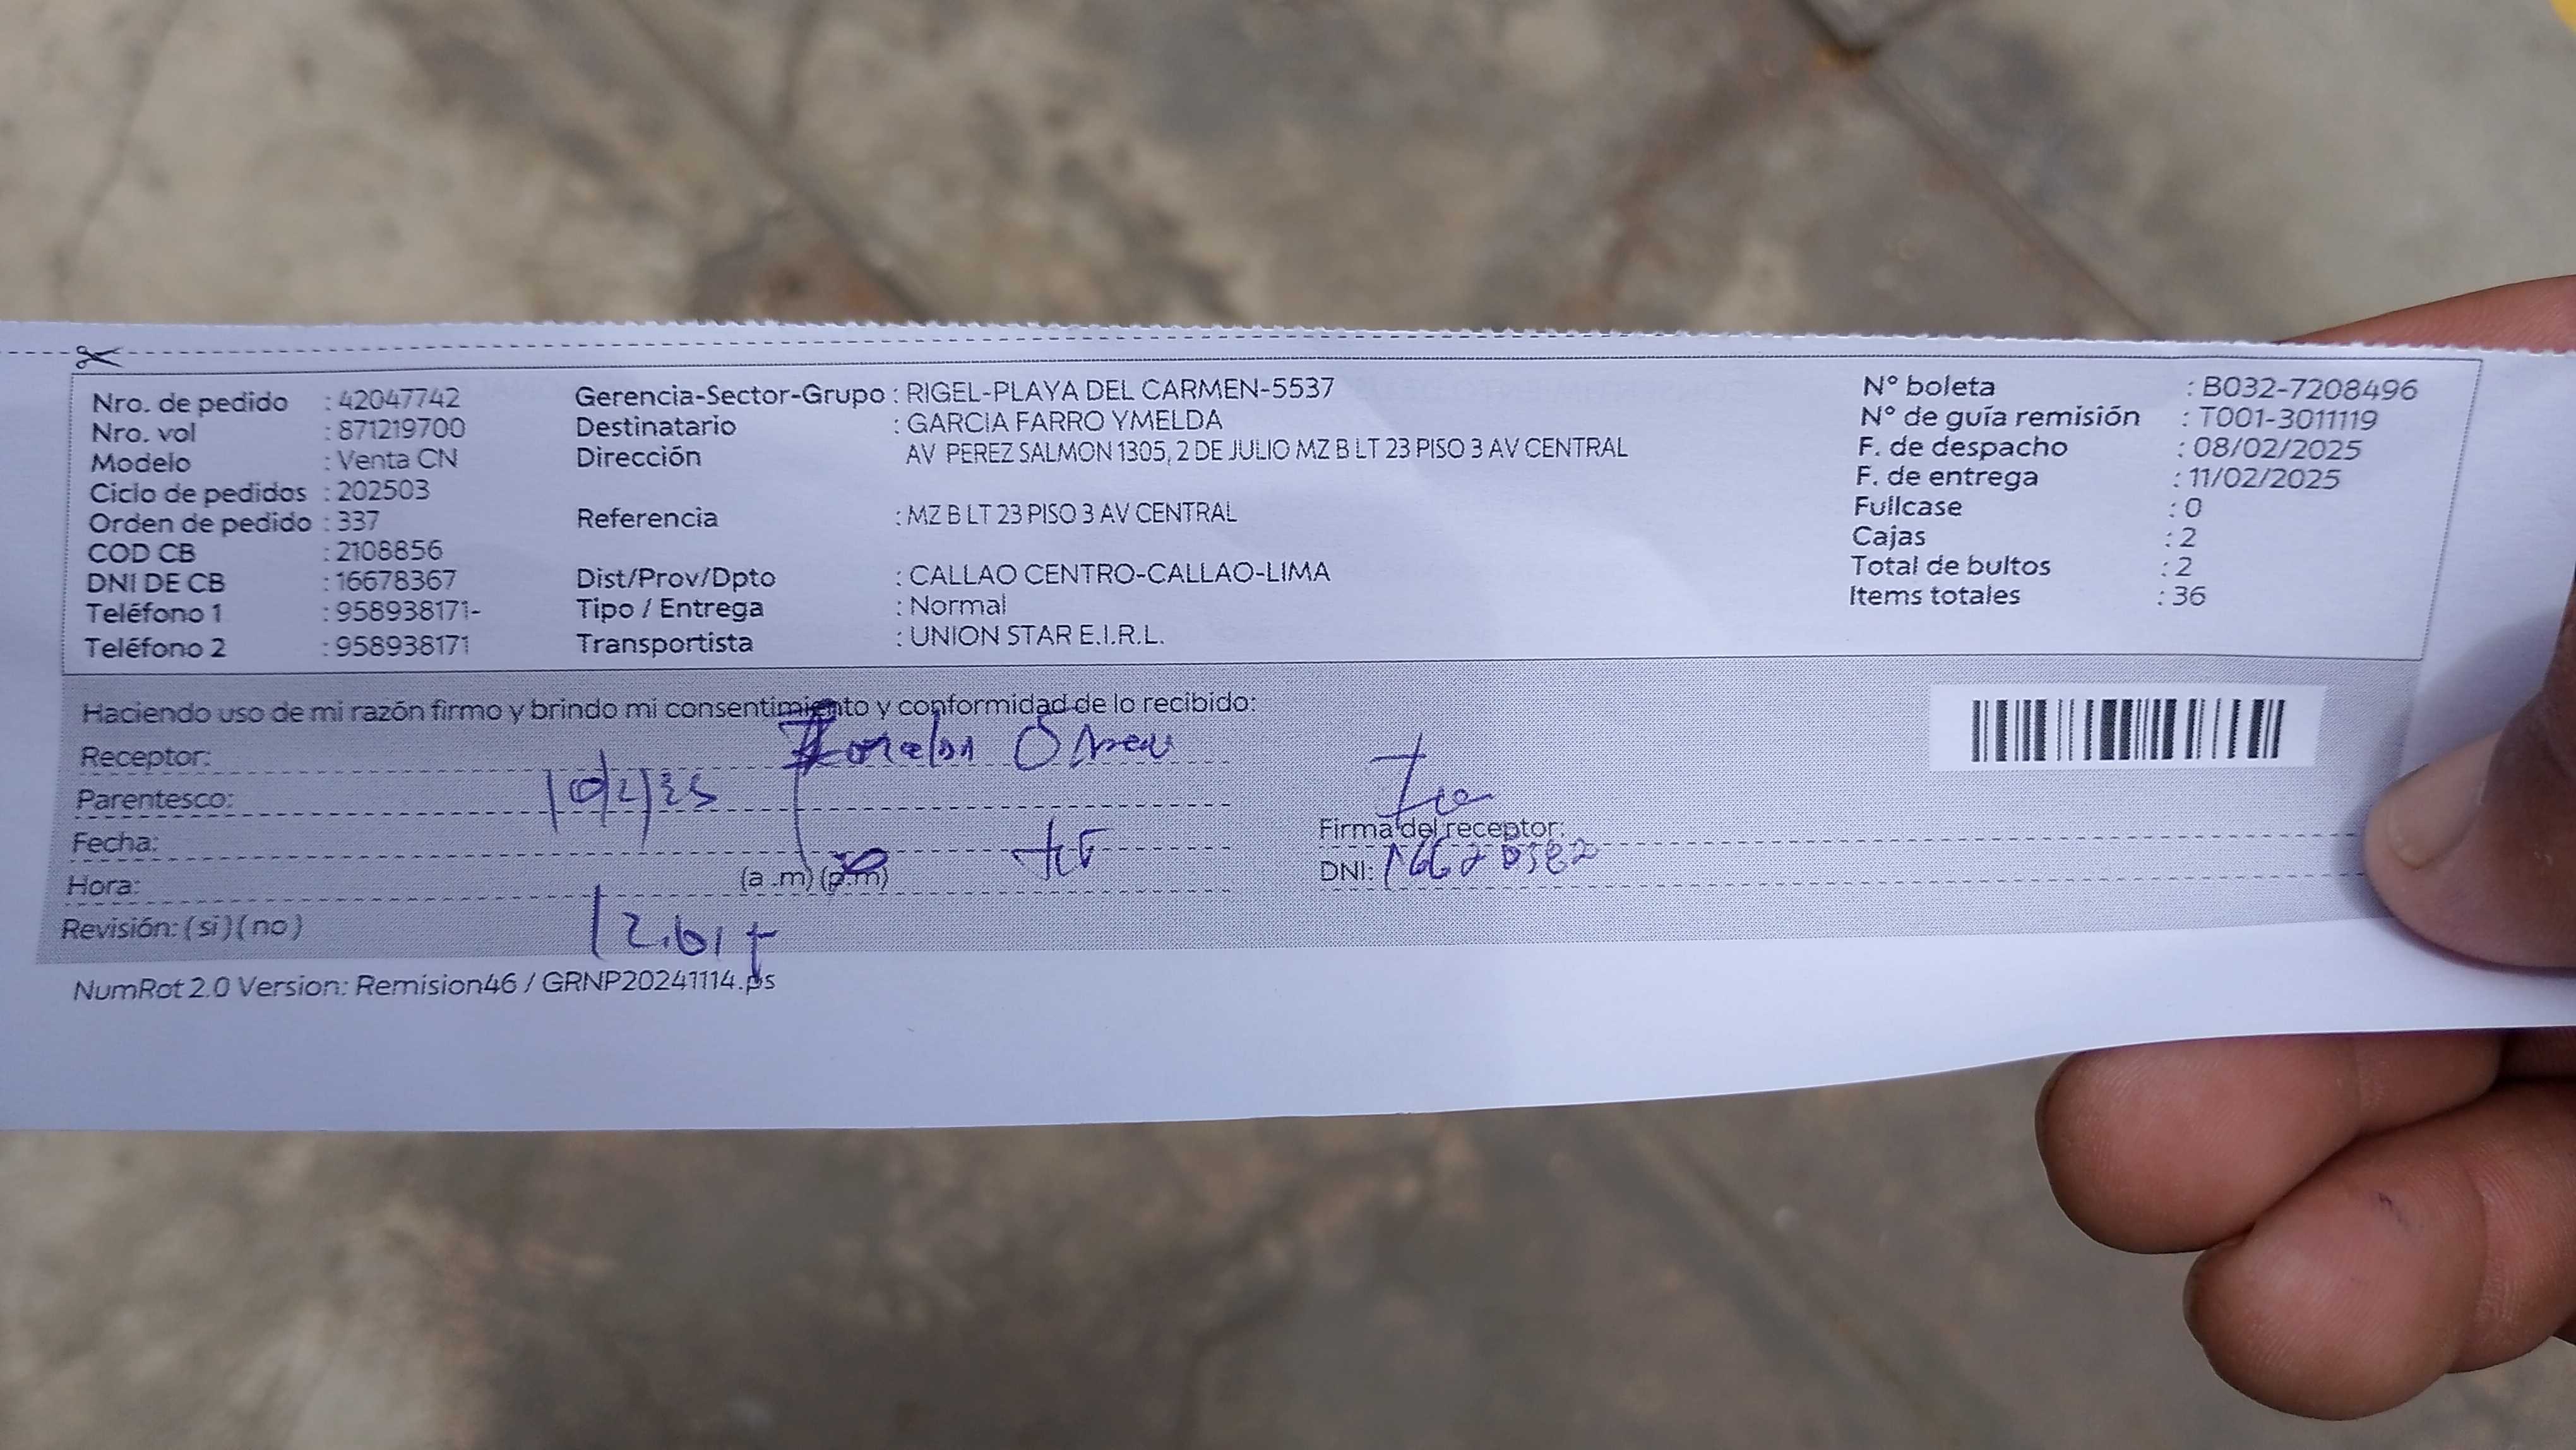 Nro. de pedido : 42047742
Nro. vol : 871219700
Modelo : Venta CN
Ciclo de pedidos : 202503
Orden de pedido : 337
COD CB : 2108856
DNI DE CB : 16678367
Teléfono 1 : 958938171-
Teléfono 2 : 958938171
Gerencia-Sector-Grupo : RIGEL-PLAYA DEL CARMEN-5537
Destinatario : GARCIA FARRO YMELDA
Dirección AV PEREZ SALMON 1305, 2 DE JULIO MZ B LT 23 PISO 3 AV CENTRAL
Referencia : MZ B LT 23 PISO 3 AV CENTRAL
Dist/Prov/Dpto : CALLAO CENTRO-CALLAO-LIMA
Tipo / Entrega : Normal
Transportista : UNION STAR E.I.R.L.
N° boleta : B032-7208496
N° de guía remisión : T001-3011119
F. de despacho : 08/02/2025
F. de entrega : 11/02/2025
Fullcase : 0
Cajas : 2
Total de bultos : 2
Items totales : 36
Haciendo uso de mi razón firmo y brindo mi consentimiento y conformidad de lo recibido:
Receptor:
Parentesco:
Fecha:
Hora: (a .m) (p.m)
Revisión: ( si ) ( no )
Firma del receptor:
DNI:
NumRot 2.0 Version: Remision46 / GRNP20241114.ps